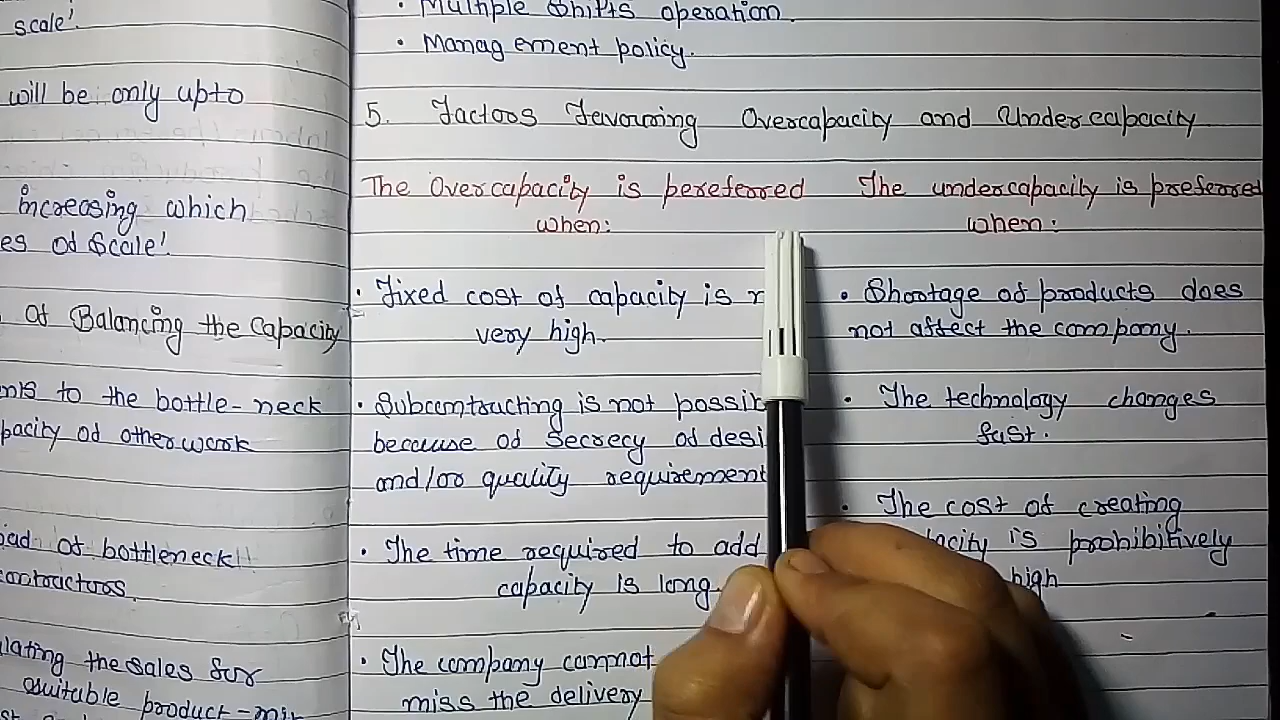 scale'.
will be only upto
increasing which
es of scale'.
of Balancing the Capacity
to the bottle-neck
pacity of other work
of bottleneck
contractors.
lating the sales for
suitable product-mix
• Multiple Shifts operation.
• Management policy.
5. Factors Favouring Overcapacity and Undercapacity
The Overcapacity is pereferred
when:
• Fixed cost of capacity is
very high.
• Subcontracting is not possib
because of Secrecy of desi
and/or quality requirement
• The time required to add
capacity is long.
• The company cannot
miss the delivery
The undercapacity is preferred
when:
• Shortage of products does
not affect the company.
• The technology changes
fast.
• The cost of creating
acity is prohibitively
high